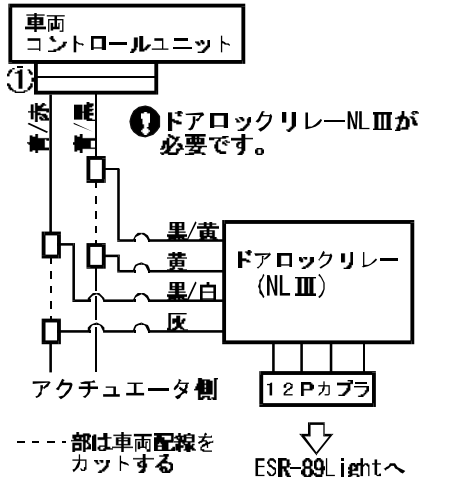 車両
コントロールユニット
①
青/赤
青/黒
!ドアロックリレーNLⅢが
必要です。
黒/黄
黄
黒/白
灰
ドアロックリレー
(NLⅢ)
アクチュエータ側
12Pカプラ
----部は車両配線を
カットする
ESR-89Lightへ